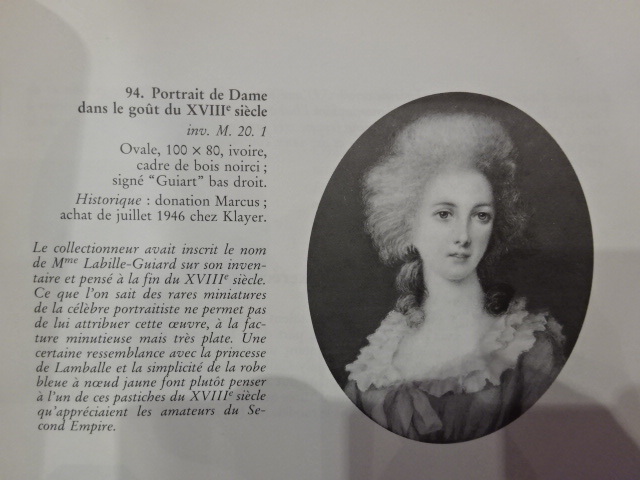 94. Portrait de Dame
dans le goût du XVIIIe siècle
inv. M. 20. 1
Ovale, 100 × 80, ivoire,
cadre de bois noirci ;
signé “Guiart” bas droit.
Historique : donation Marcus ;
achat de juillet 1946 chez Klayer.
Le collectionneur avait inscrit le nom
de Mme Labille-Guiard sur son inven-
taire et pensé à la fin du XVIIIe siècle.
Ce que l'on sait des rares miniatures
de la célèbre portraitiste ne permet pas
de lui attribuer cette œuvre, à la fac-
ture minutieuse mais très plate. Une
certaine ressemblance avec la princesse
de Lamballe et la simplicité de la robe
bleue à nœud jaune font plutôt penser
à l'un de ces pastiches du XVIIIe siècle
qu'appréciaient les amateurs du Se-
cond Empire.